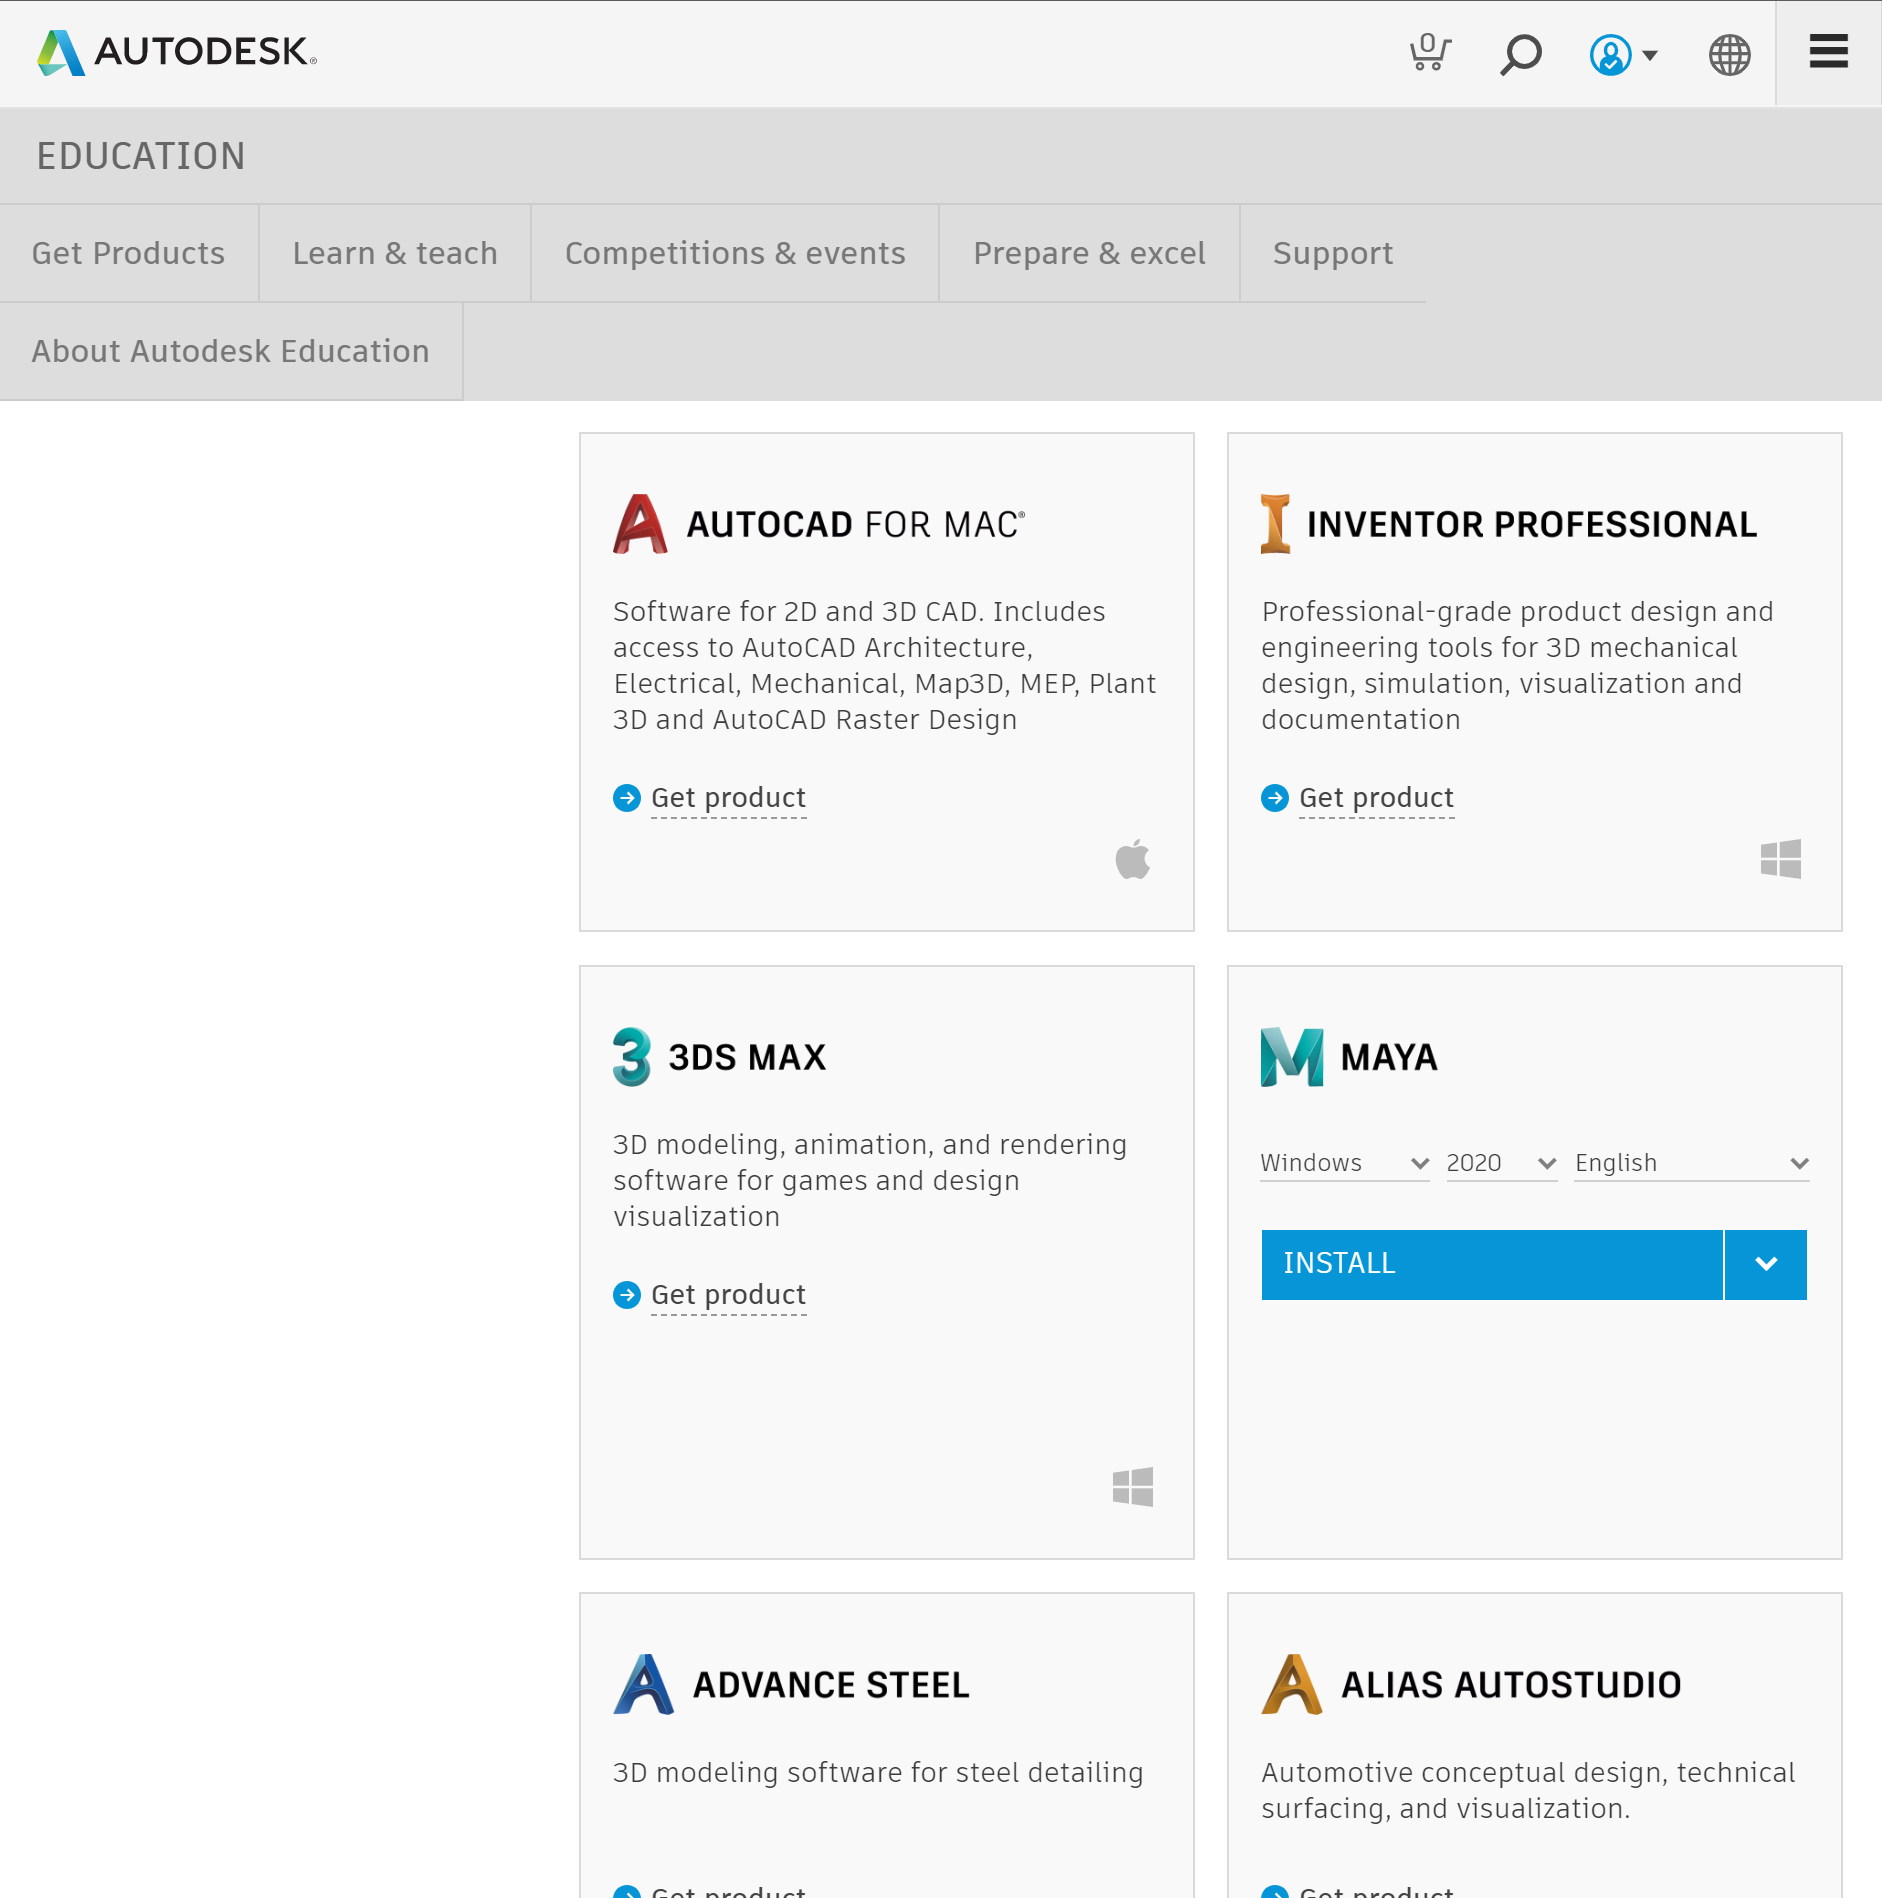 AUTODESK®
0
EDUCATION
Get Products
Learn & teach
Competitions & events
Prepare & excel
Support
About Autodesk Education
AUTOCAD FOR MAC®
Software for 2D and 3D CAD. Includes
access to AutoCAD Architecture,
Electrical, Mechanical, Map3D, MEP, Plant
3D and AutoCAD Raster Design
Get product
INVENTOR PROFESSIONAL
Professional-grade product design and
engineering tools for 3D mechanical
design, simulation, visualization and
documentation
Get product
3DS MAX
3D modeling, animation, and rendering
software for games and design
visualization
Get product
MAYA
Windows
2020
English
INSTALL
ADVANCE STEEL
3D modeling software for steel detailing
Get product
ALIAS AUTOSTUDIO
Automotive conceptual design, technical
surfacing, and visualization.
Get product